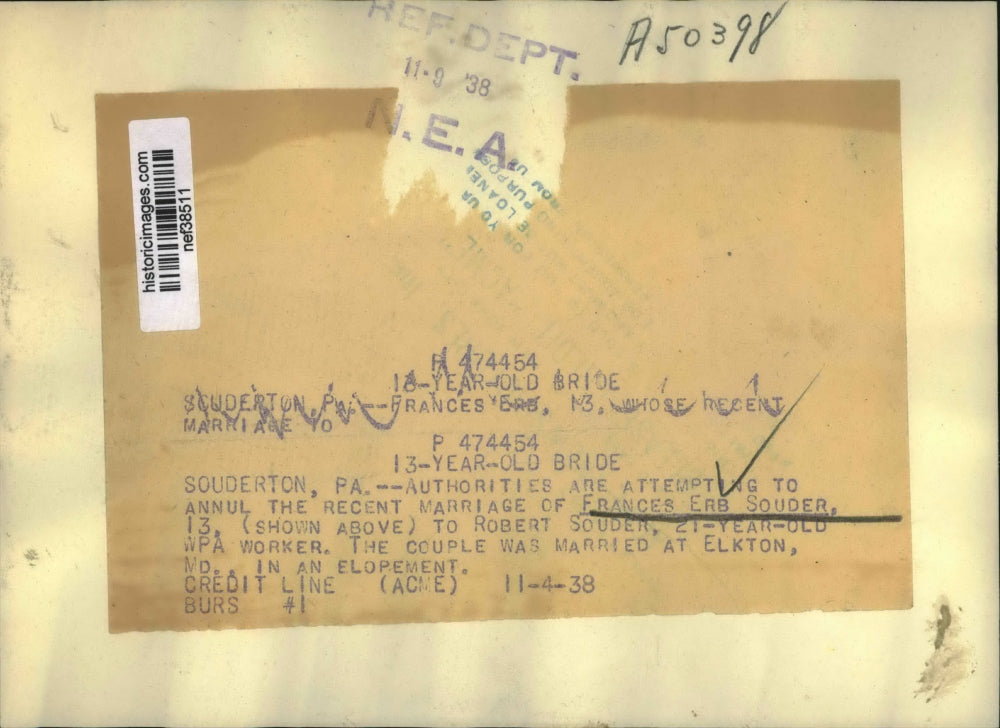 REF. DEPT.
A50398
11-9 '38
N.E.A.
historicimages.com
nef38511
P 474454
13-YEAR-OLD BRIDE
SOUDERTON, PA.--FRANCES ERB, 13, WHOSE RECENT
MARRIAGE TO
P 474454
13-YEAR-OLD BRIDE
SOUDERTON, PA.--AUTHORITIES ARE ATTEMPTING TO
ANNUL THE RECENT MARRIAGE OF FRANCES ERB SOUDER,
13, (SHOWN ABOVE) TO ROBERT SOUDER, 21-YEAR-OLD
WPA WORKER. THE COUPLE WAS MARRIED AT ELKTON,
MD., IN AN ELOPEMENT.
CREDIT LINE (ACME) 11-4-38
BURS #1